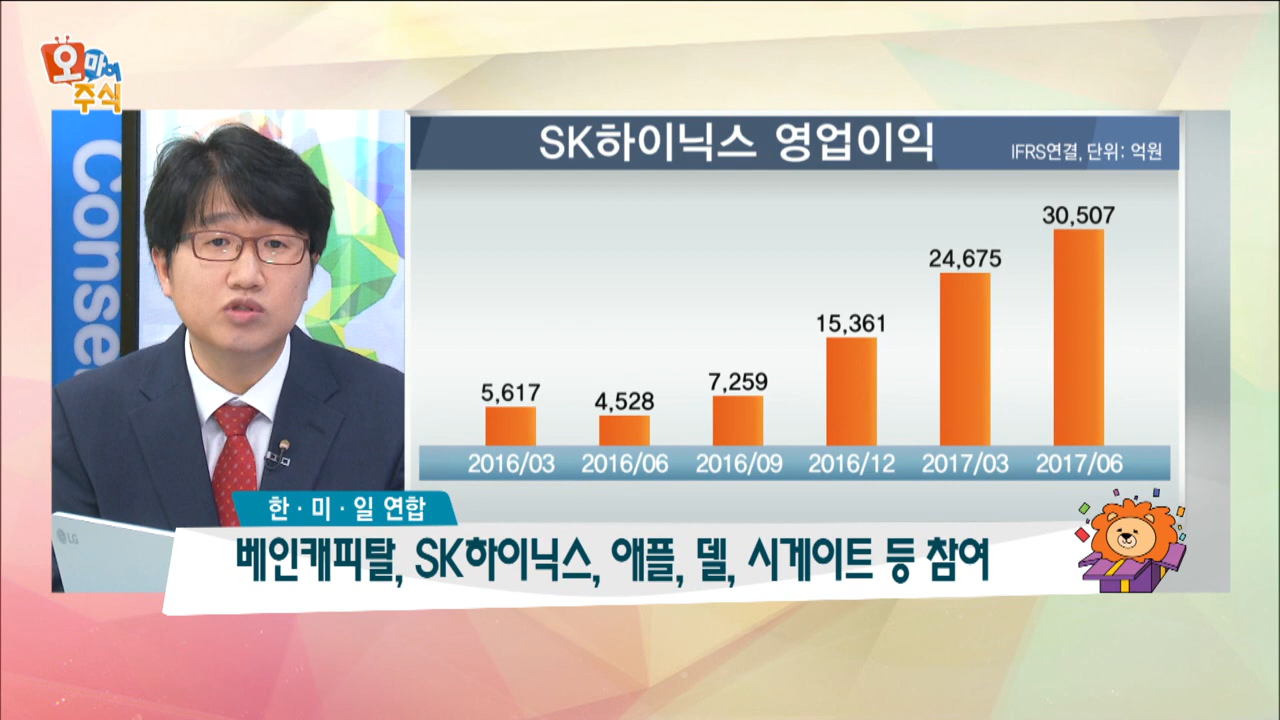 오마이
주식
Conse
SK하이닉스 영업이익
IFRS연결, 단위: 억원
5,617
4,528
7,259
15,361
24,675
30,507
2016/03 2016/06 2016/09 2016/12 2017/03 2017/06
LG
한·미·일 연합
베인캐피탈, SK하이닉스, 애플, 델, 시게이트 등 참여